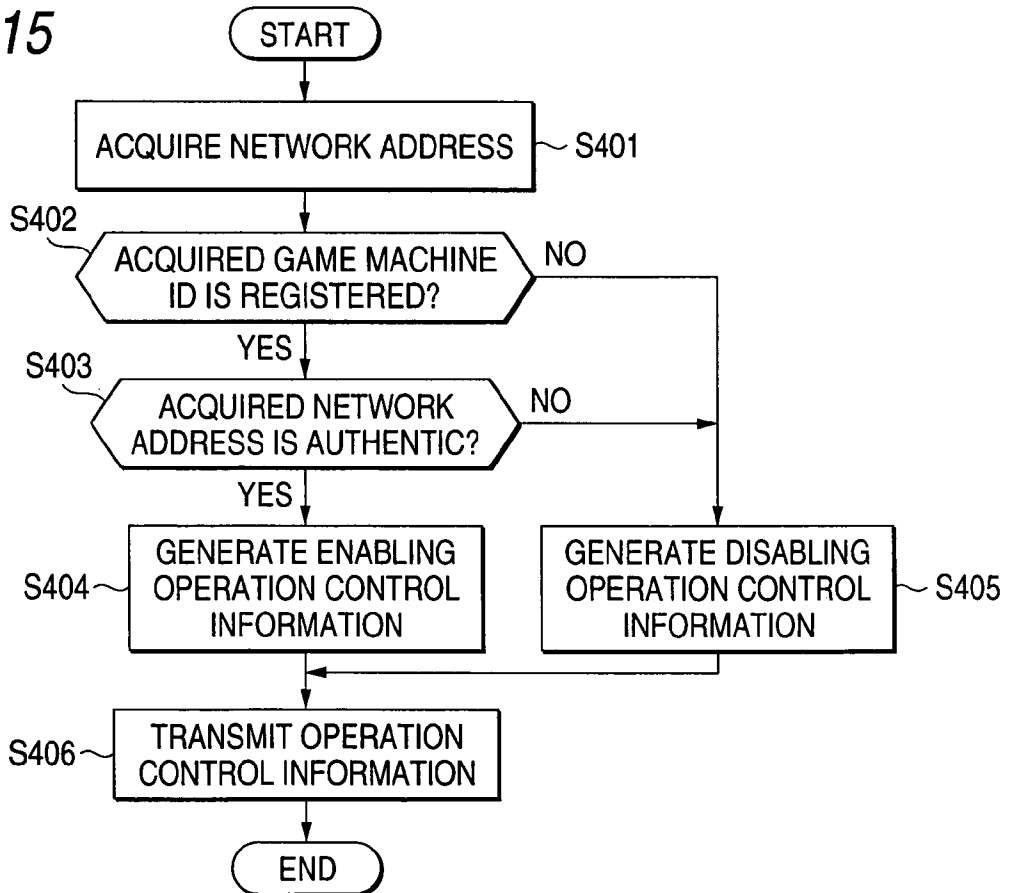 15
START
ACQUIRE NETWORK ADDRESS
S401
S402
ACQUIRED GAME MACHINE
ID IS REGISTERED?
NO
YES
S403
ACQUIRED NETWORK
ADDRESS IS AUTHENTIC?
NO
YES
S404
GENERATE ENABLING
OPERATION CONTROL
INFORMATION
GENERATE DISABLING
OPERATION CONTROL
INFORMATION
S405
S406
TRANSMIT OPERATION
CONTROL INFORMATION
END